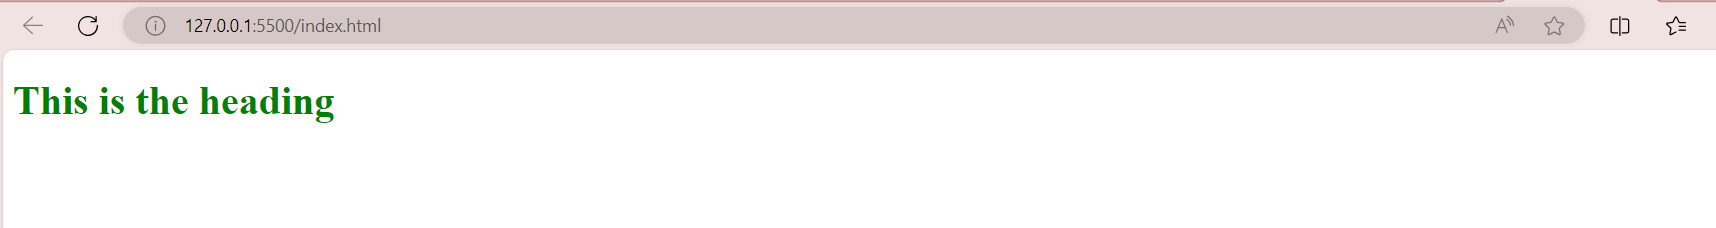 127.0.0.1:5500/index.html
This is the heading